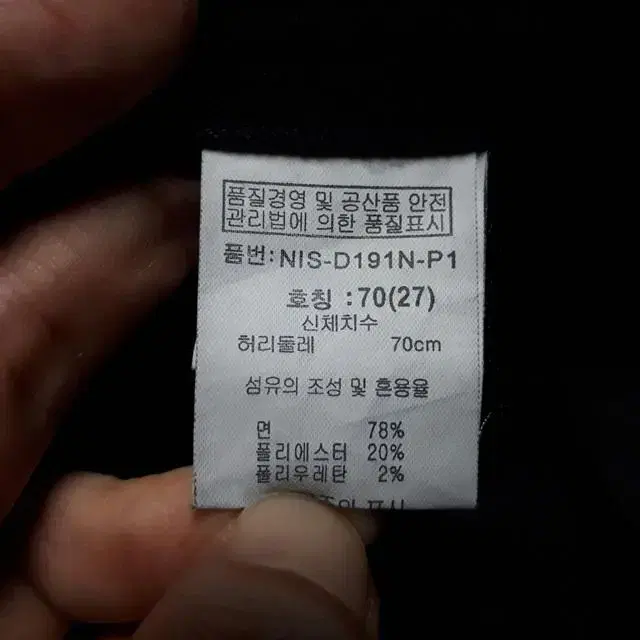 품질경영 및 공산품 안전
관리법에 의한 품질표시
품번: NIS-D191N-P1
호칭 : 70(27)
신체치수
허리둘레 70cm
섬유의 조성 및 혼용율
면 78%
폴리에스터 20%
폴리우레탄 2%
표시